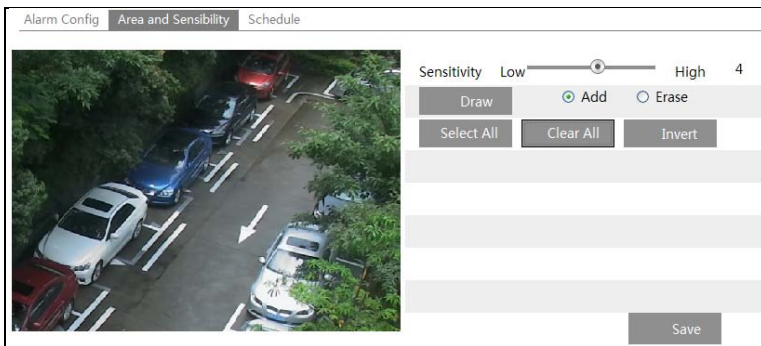 Alarm Config Area and Sensibility Schedule
Sensitivity Low High 4
Draw Add Erase
Select All Clear All Invert
Save